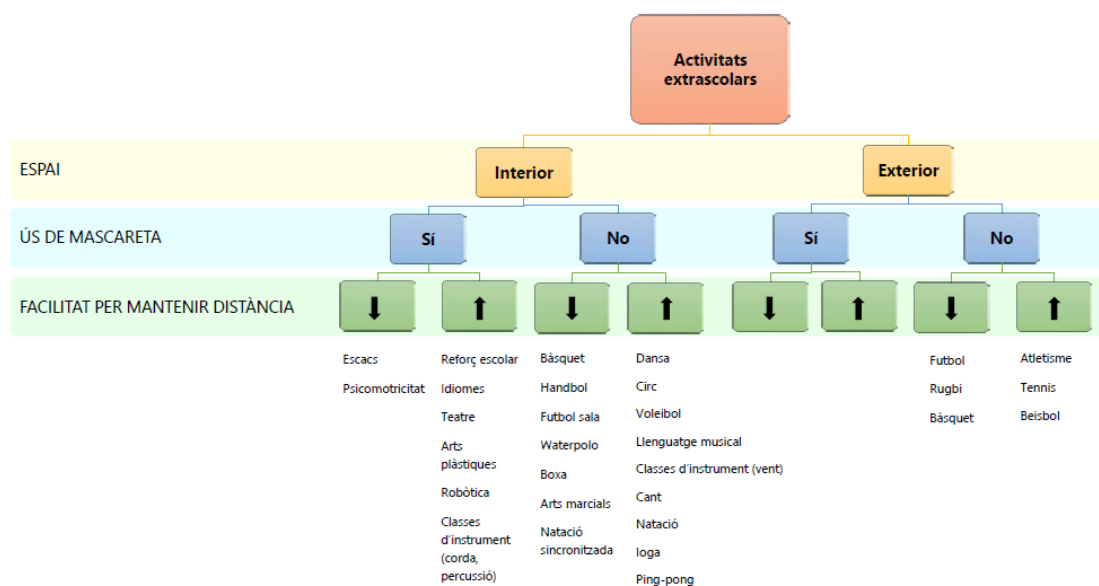 Activitats
extrascolars
ESPAI
Interior
Exterior
ÚS DE MASCARETA
Sí
No
Sí
No
FACILITAT PER MANTENIR DISTÀNCIA
Escacs
Psicomotricitat
Reforç escolar
Idiomes
Teatre
Arts
plàstiques
Robòtica
Classes
d'instrument
(corda,
percussió)
Bàsquet
Handbol
Futbol sala
Waterpolo
Boxa
Arts marcials
Natació
sincronitzada
Dansa
Circ
Voleibol
Llenguatge musical
Classes d'instrument (vent)
Cant
Natació
Ioga
Ping-pong
Futbol
Rugbi
Bàsquet
Atletisme
Tennis
Beisbol